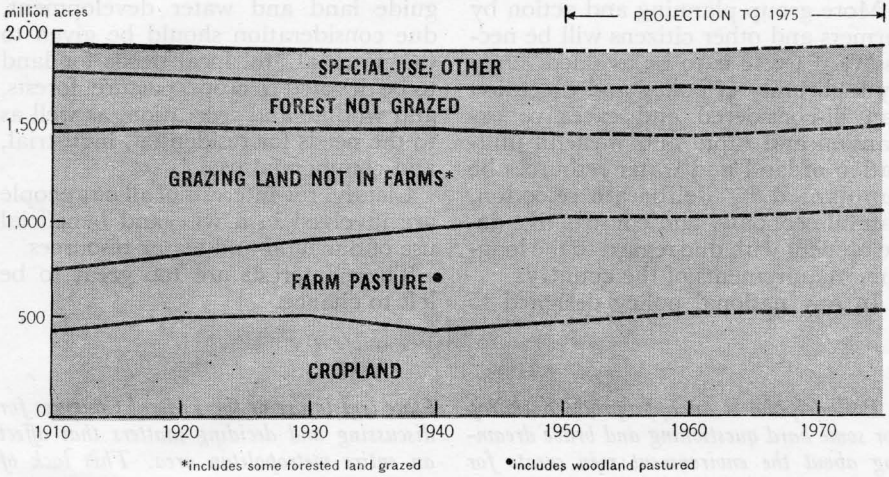 million acres
PROJECTION TO 1975
2,000
SPECIAL-USE, OTHER
FOREST NOT GRAZED
1,500
GRAZING LAND NOT IN FARMS*
1,000
FARM PASTURE●
500
CROPLAND
0
1910 1920 1930 1940 1950 1960 1970
*includes some forested land grazed ●includes woodland pastured